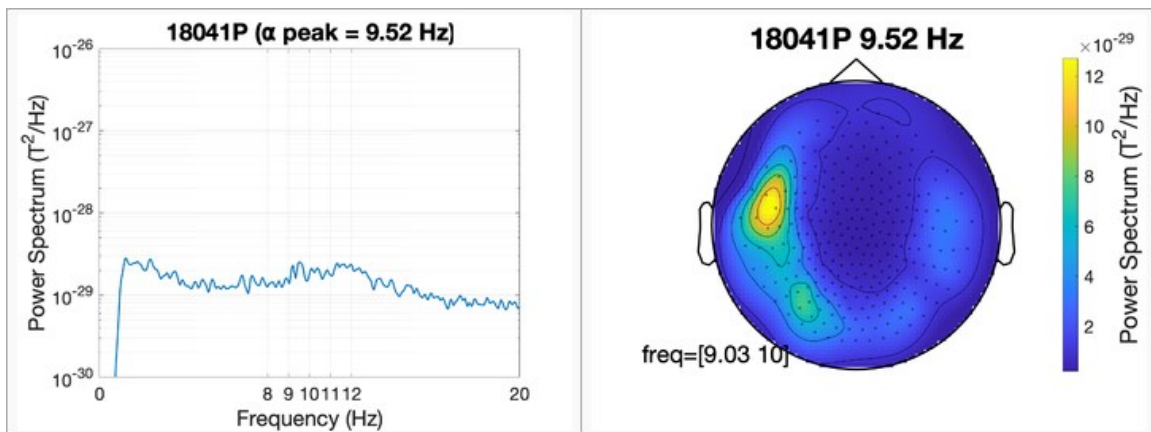 18041P (α peak = 9.52 Hz)
10-26
10-27
10-28
10-29
10-30
Power Spectrum (T2/Hz)
0 8 9 10 11 12 20
Frequency (Hz)
18041P 9.52 Hz
×10-29
12
10
8
6
4
2
Power Spectrum (T2/Hz)
freq=[9.03 10]